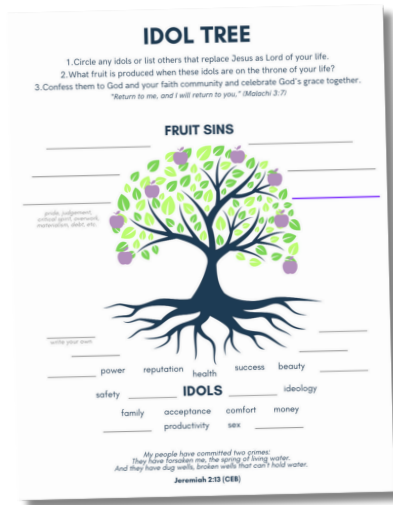 IDOL TREE
1.Circle any idols or list others that replace Jesus as Lord of your life.
2.What fruit is produced when these idols are on the throne of your life?
3.Confess them to God and your faith community and celebrate God's grace together.
"Return to me, and I will return to you," (Malachi 3:7)
FRUIT SINS
pride, judgement,
critical spirit, overwork,
materialism, debt, etc.
write your own
power reputation health success beauty
safety IDOLS ideology
family acceptance comfort money
productivity sex
My people have committed two crimes:
They have forsaken me, the spring of living water.
And they have dug wells, broken wells that can't hold water.
Jeremiah 2:13 (CEB)